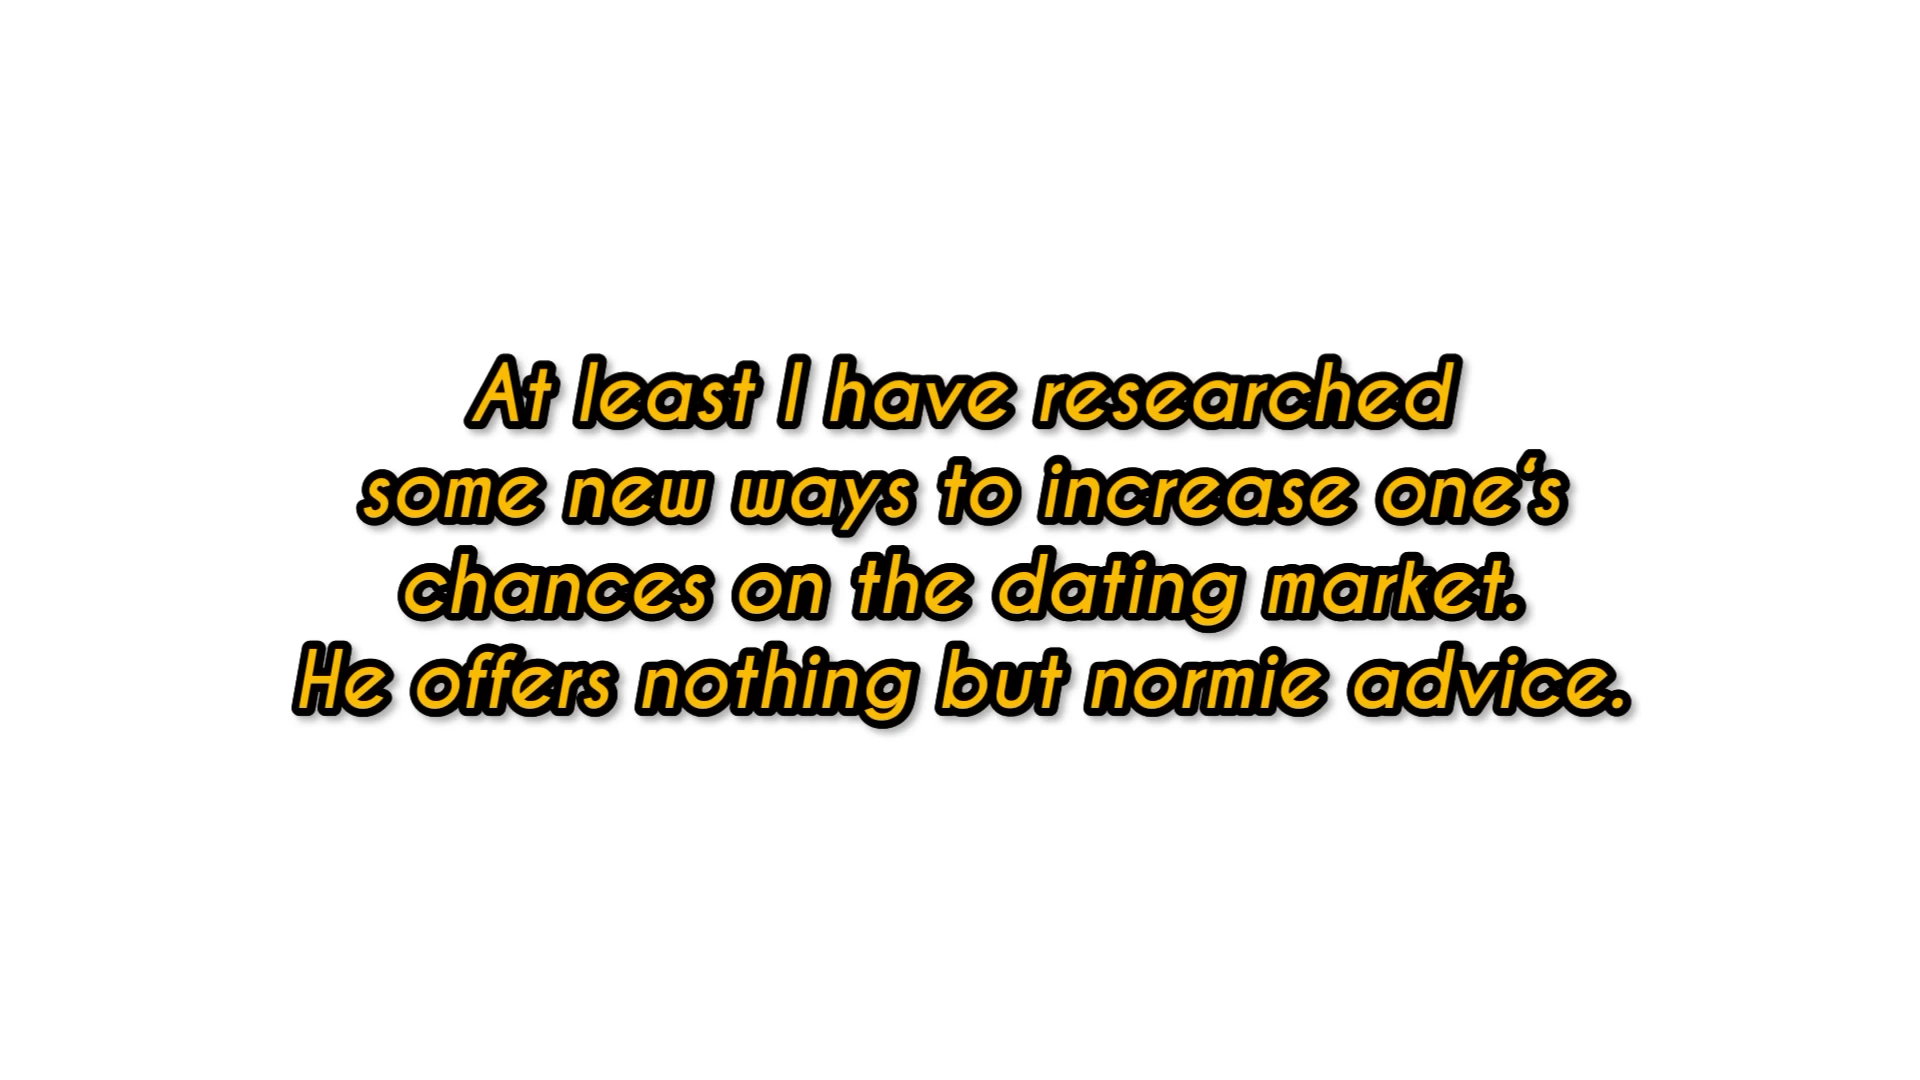 At least I have researched
some new ways to increase one‘s
chances on the dating market.
He offers nothing but normie advice.